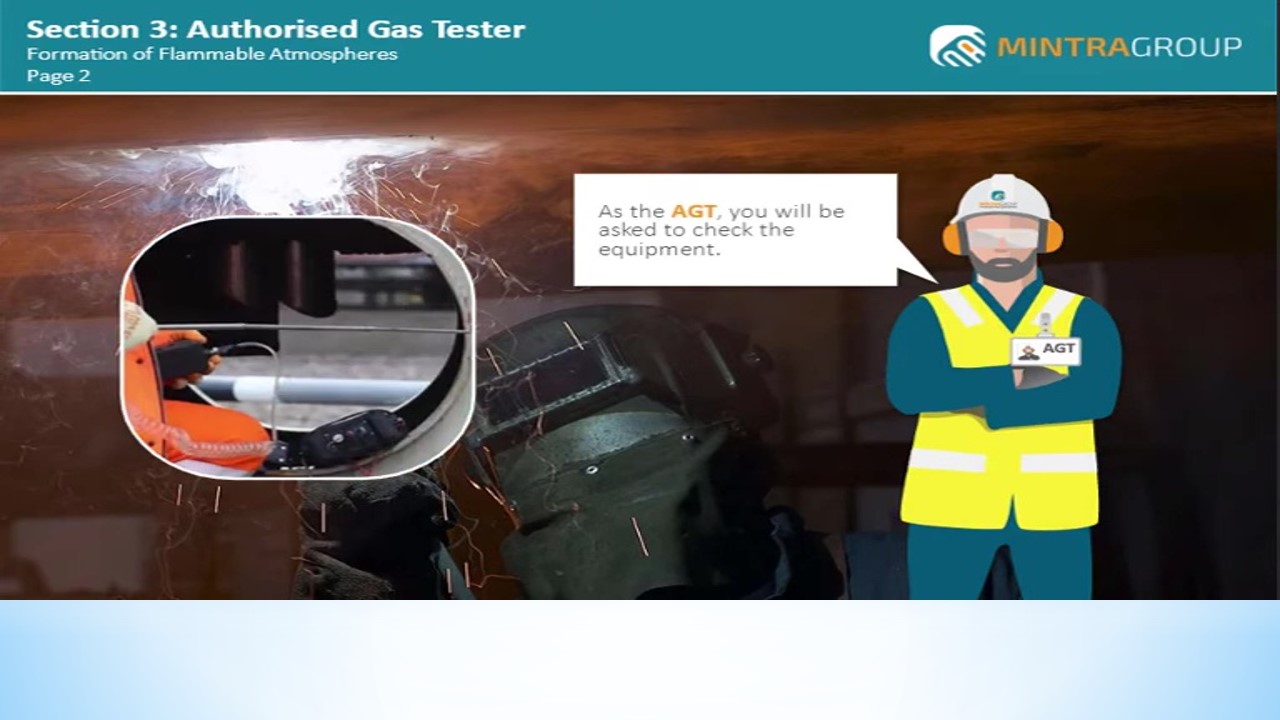 Section 3: Authorised Gas Tester
Formation of Flammable Atmospheres
Page 2
MINTRAGROUP
As the AGT, you will be
asked to check the
equipment.
AGT